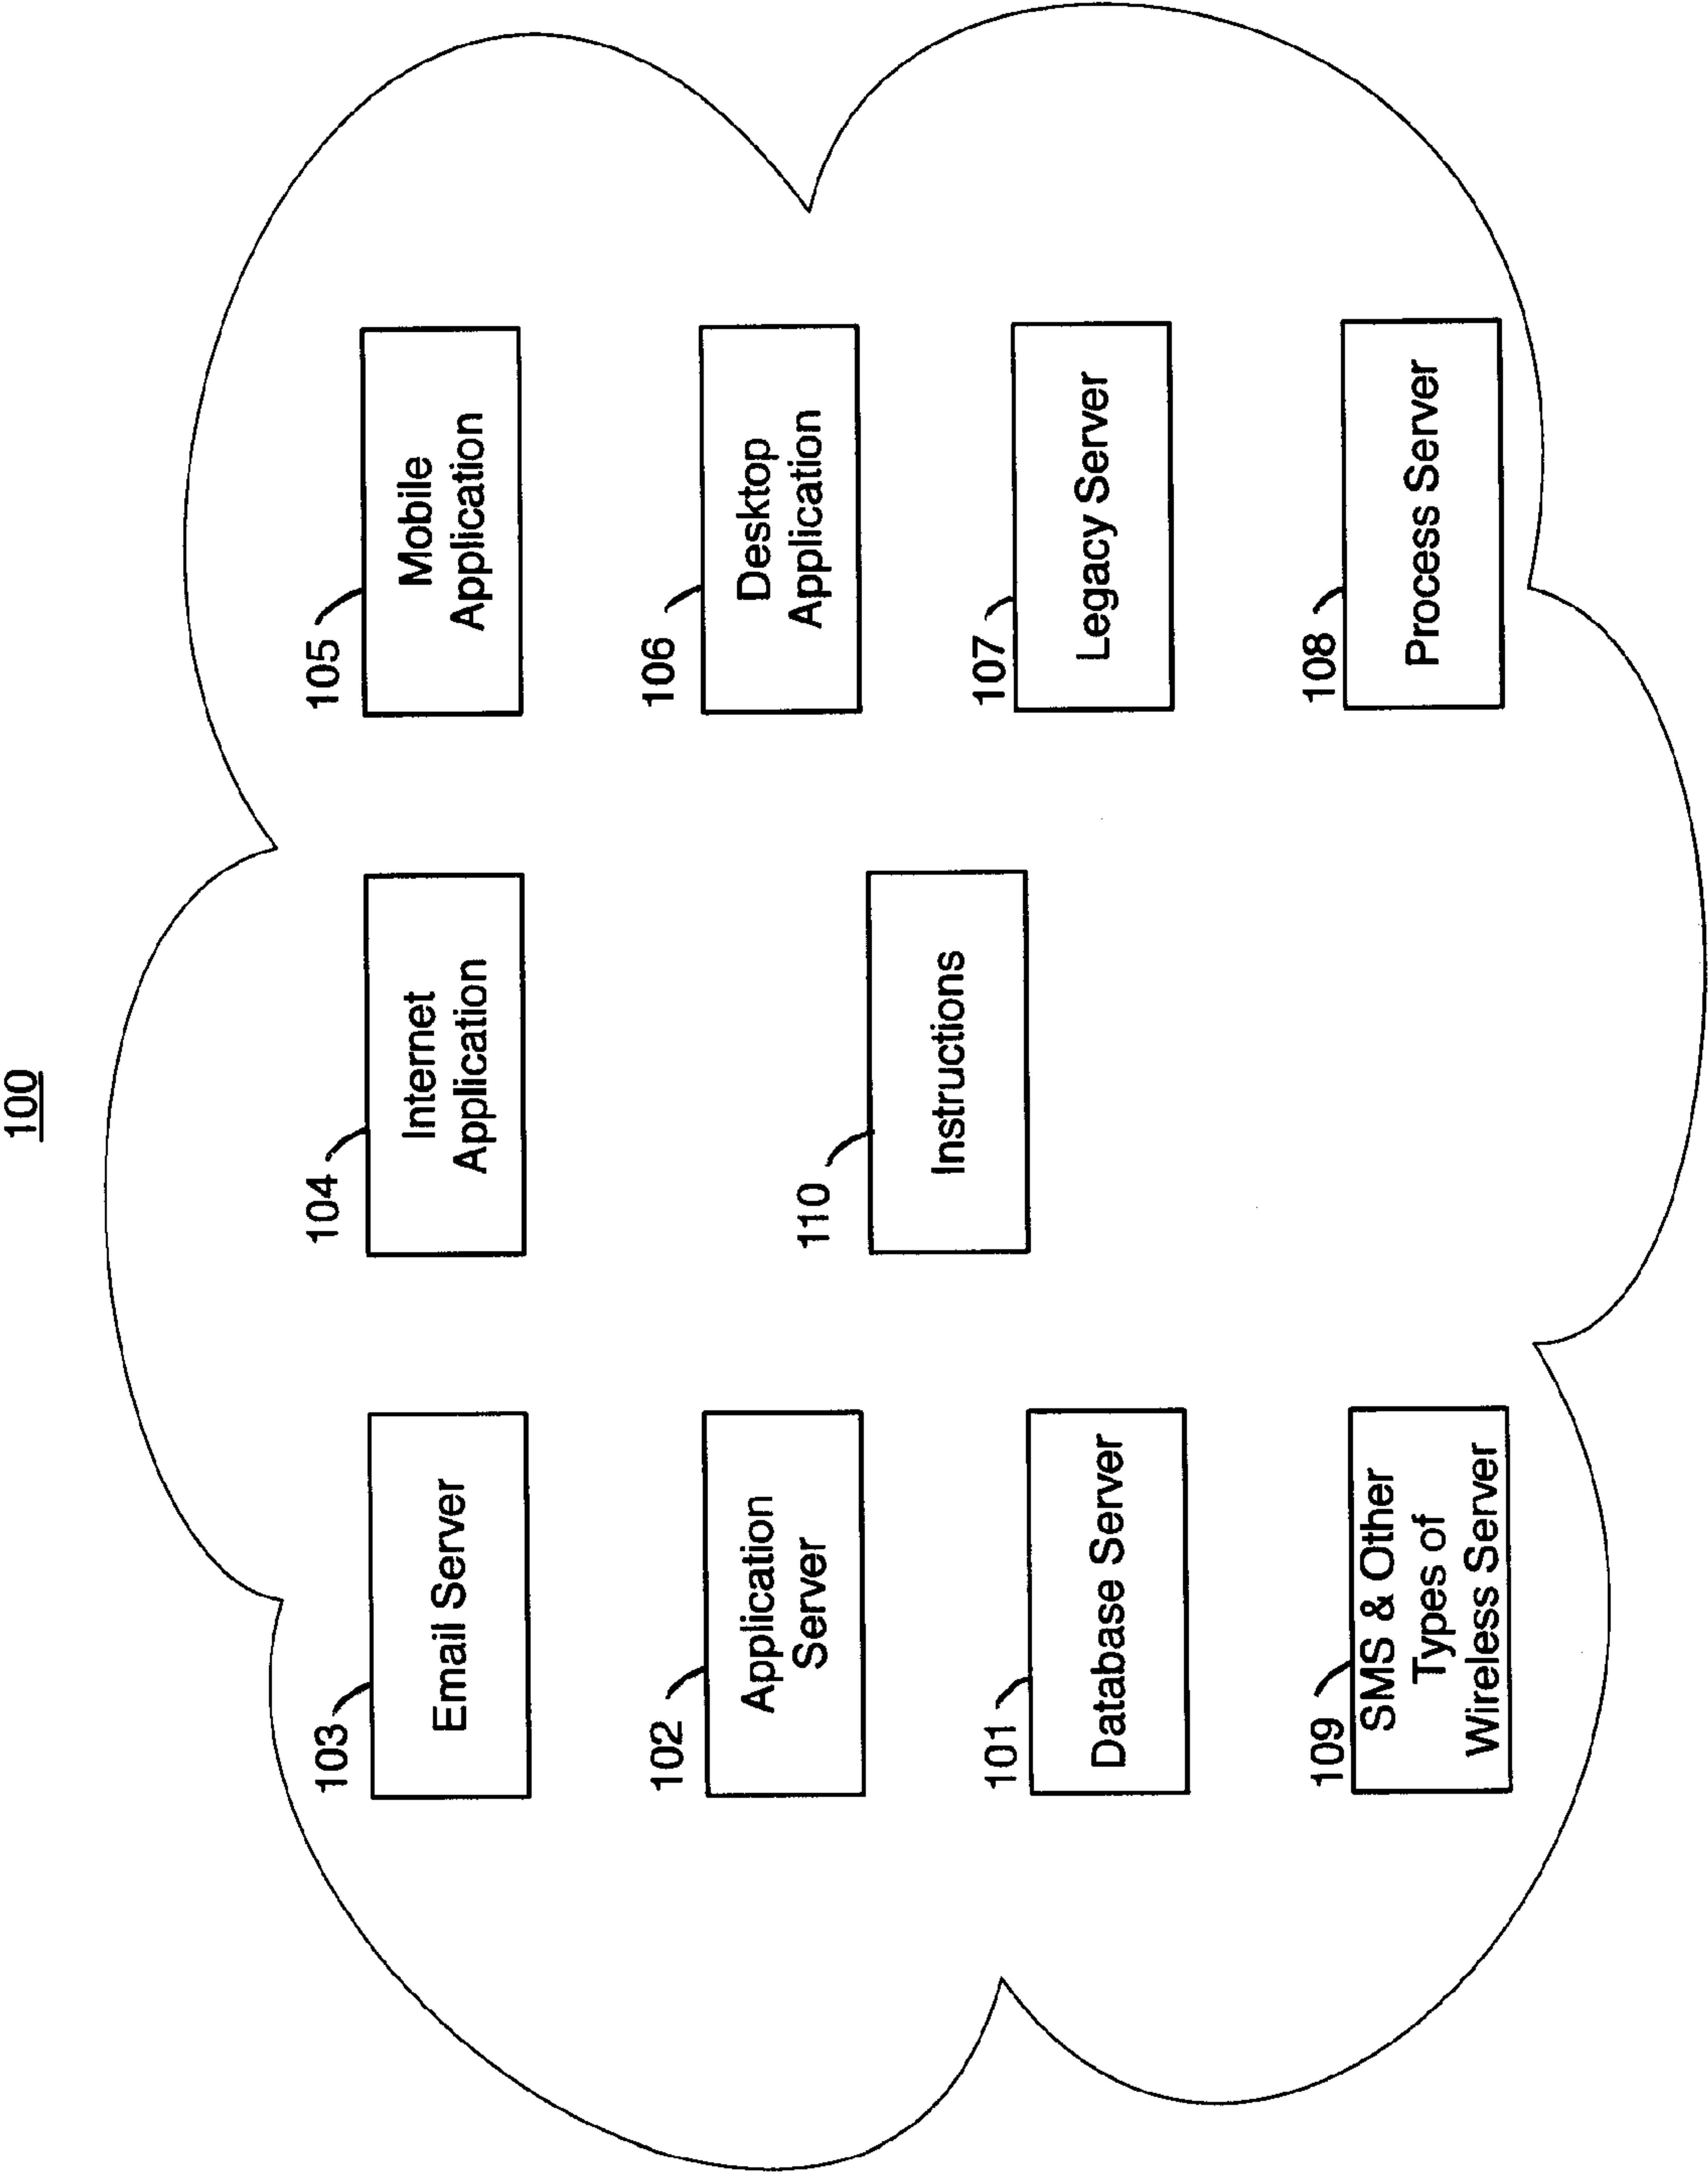 100
103
Email Server
104
Internet
Application
105
Mobile
Application
102
Application
Server
106
Desktop
Application
110
Instructions
101
Database Server
107
Legacy Server
109
SMS & Other
Types of
Wireless Server
108
Process Server